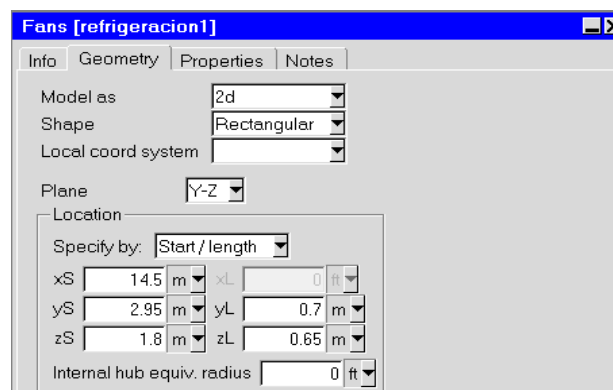 Fans [refrigeracion1]
Info Geometry Properties Notes
Model as 2d
Shape Rectangular
Local coord system
Plane Y-Z
Location
Specify by: Start / length
xS 14.5 m xL 0 ft
yS 2.95 m yL 0.7 m
zS 1.8 m zL 0.65 m
Internal hub equiv. radius 0 ft